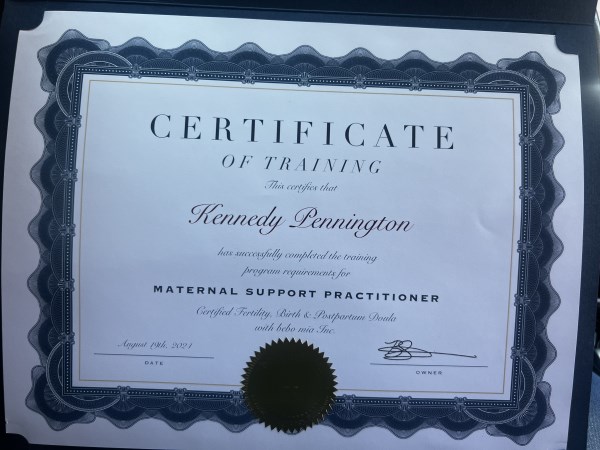 CERTIFICATE
OF TRAINING
This certifies that
Kennedy Pennington
has successfully completed the training
program requirements for
MATERNAL SUPPORT PRACTITIONER
Certified Fertility, Birth & Postpartum Doula
with bebo mia Inc.
August 19th, 2021
DATE
OWNER